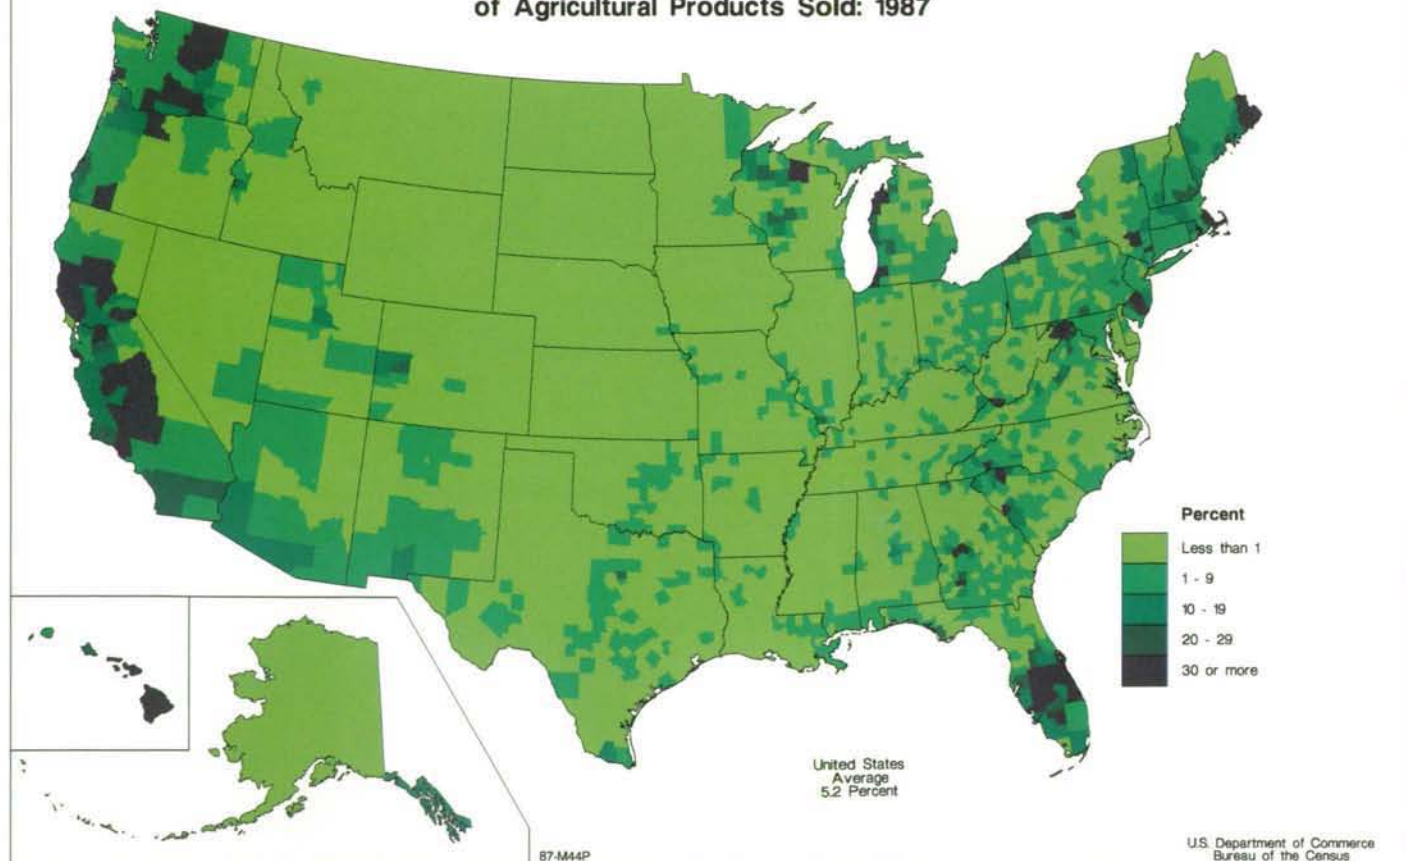 of Agricultural Products Sold: 1987
Percent
Less than 1
1 - 9
10 - 19
20 - 29
30 or more
United States
Average
5.2 Percent
87-M44P
U.S. Department of Commerce
Bureau of the Census